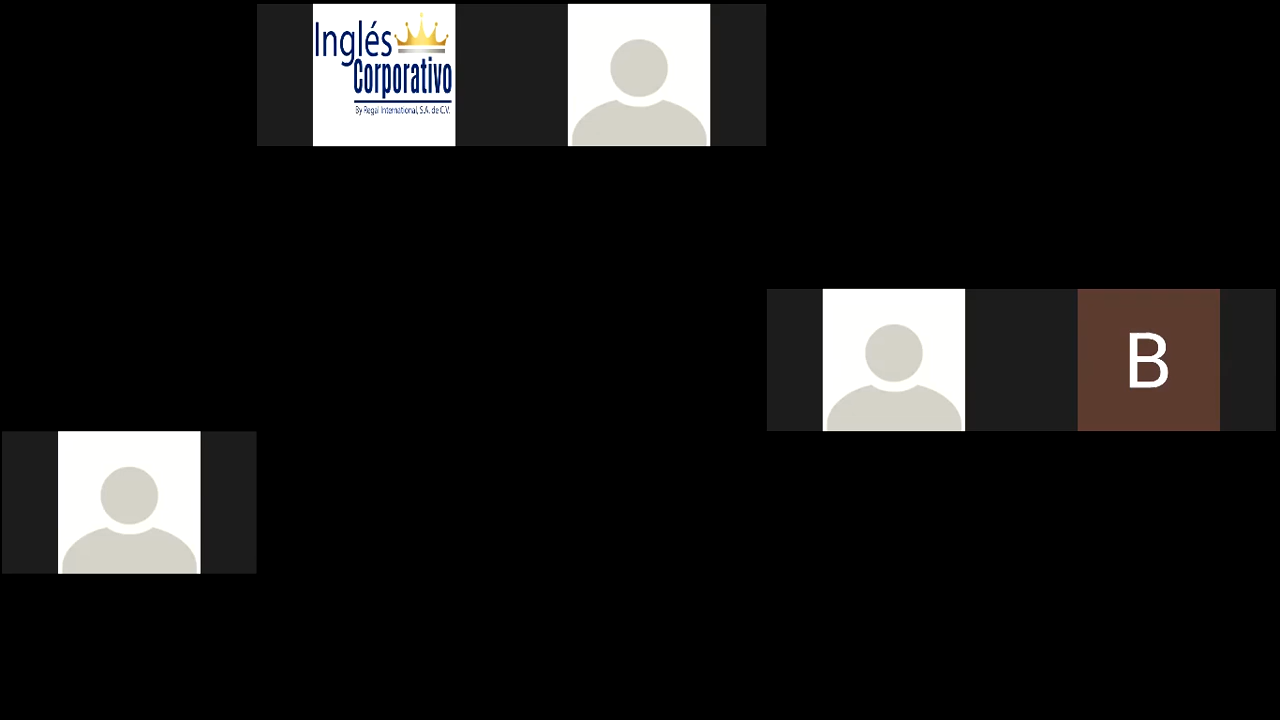 Inglés
Corporativo
By Regal International, S.A. de C.V.
B